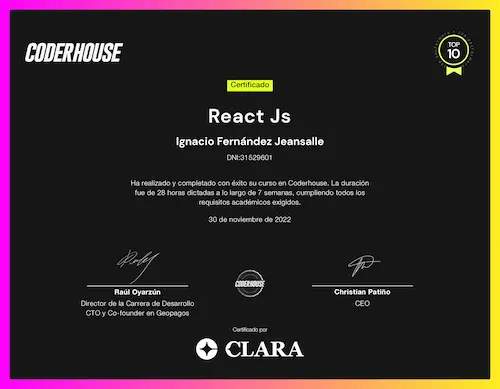 CODERHOUSE
TOP
10
Certificado
React Js
Ignacio Fernández Jeansalle
DNI:31529601
Ha realizado y completado con éxito su curso en Coderhouse. La duración
fue de 28 horas dictadas a lo largo de 7 semanas, cumpliendo todos los
requisitos académicos exigidos.
30 de noviembre de 2022
CODERHOUSE
Raúl Oyarzún
Director de la Carrera de Desarrollo
CTO y Co-founder en Geopagos
Christian Patiño
CEO
Certificado por
CLARA